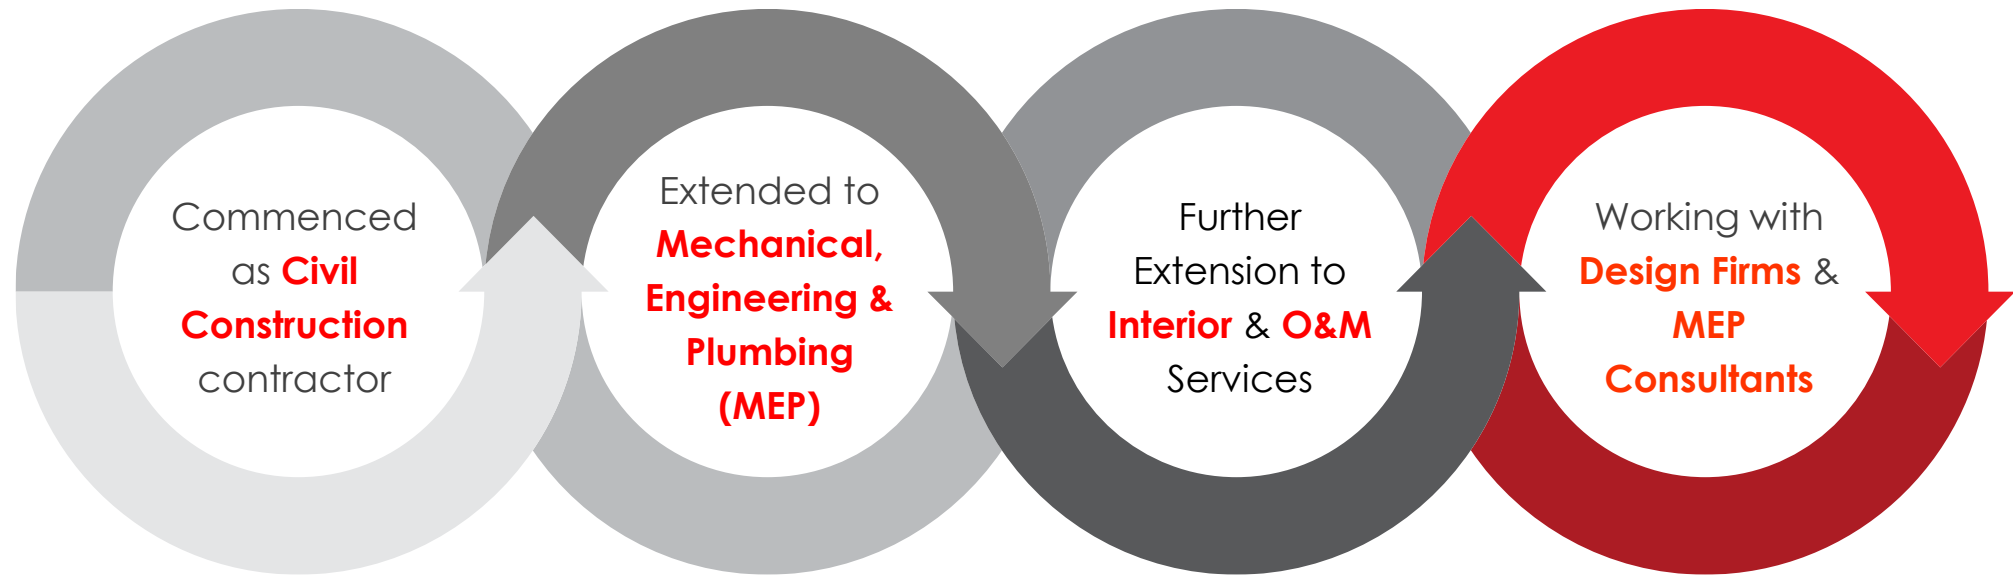 Commenced
as Civil
Construction
contractor
Extended to
Mechanical,
Engineering &
Plumbing
(MEP)
Further
Extension to
Interior & O&M
Services
Working with
Design Firms &
MEP
Consultants